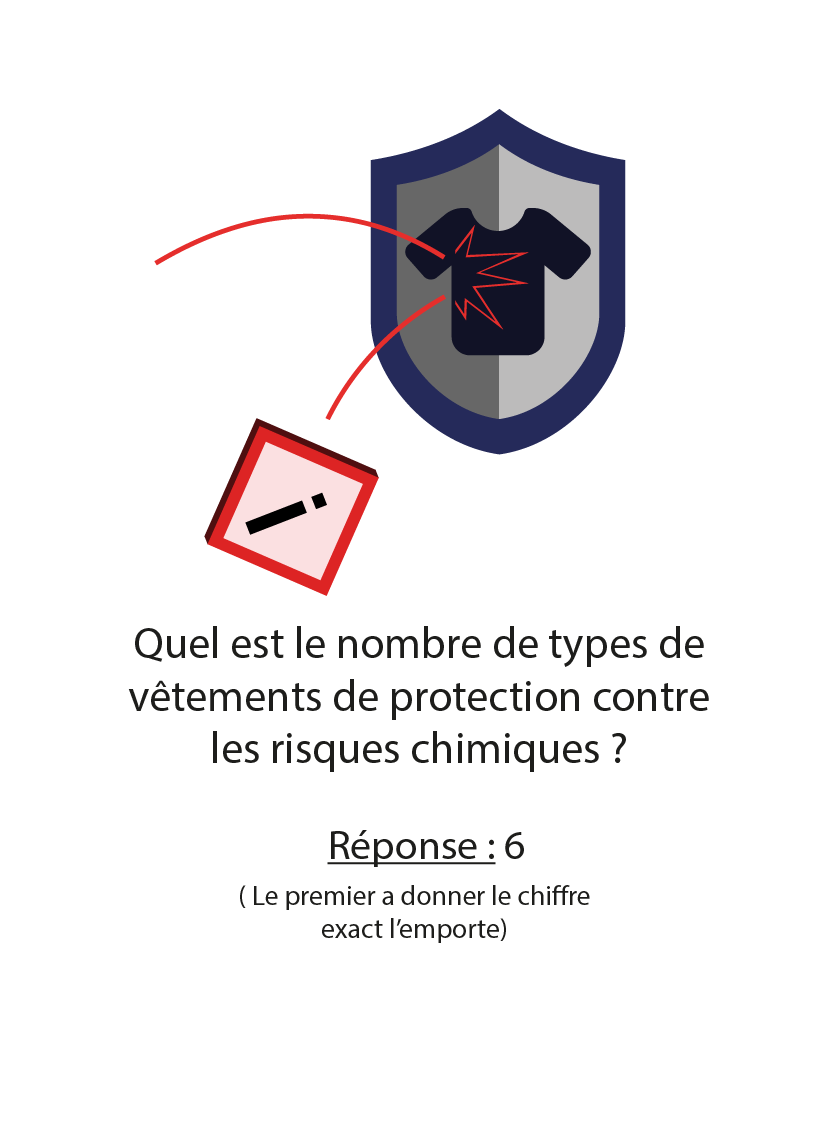 Quel est le nombre de types de
vêtements de protection contre
les risques chimiques ?
Réponse : 6
( Le premier a donner le chiffre
exact l’emporte)